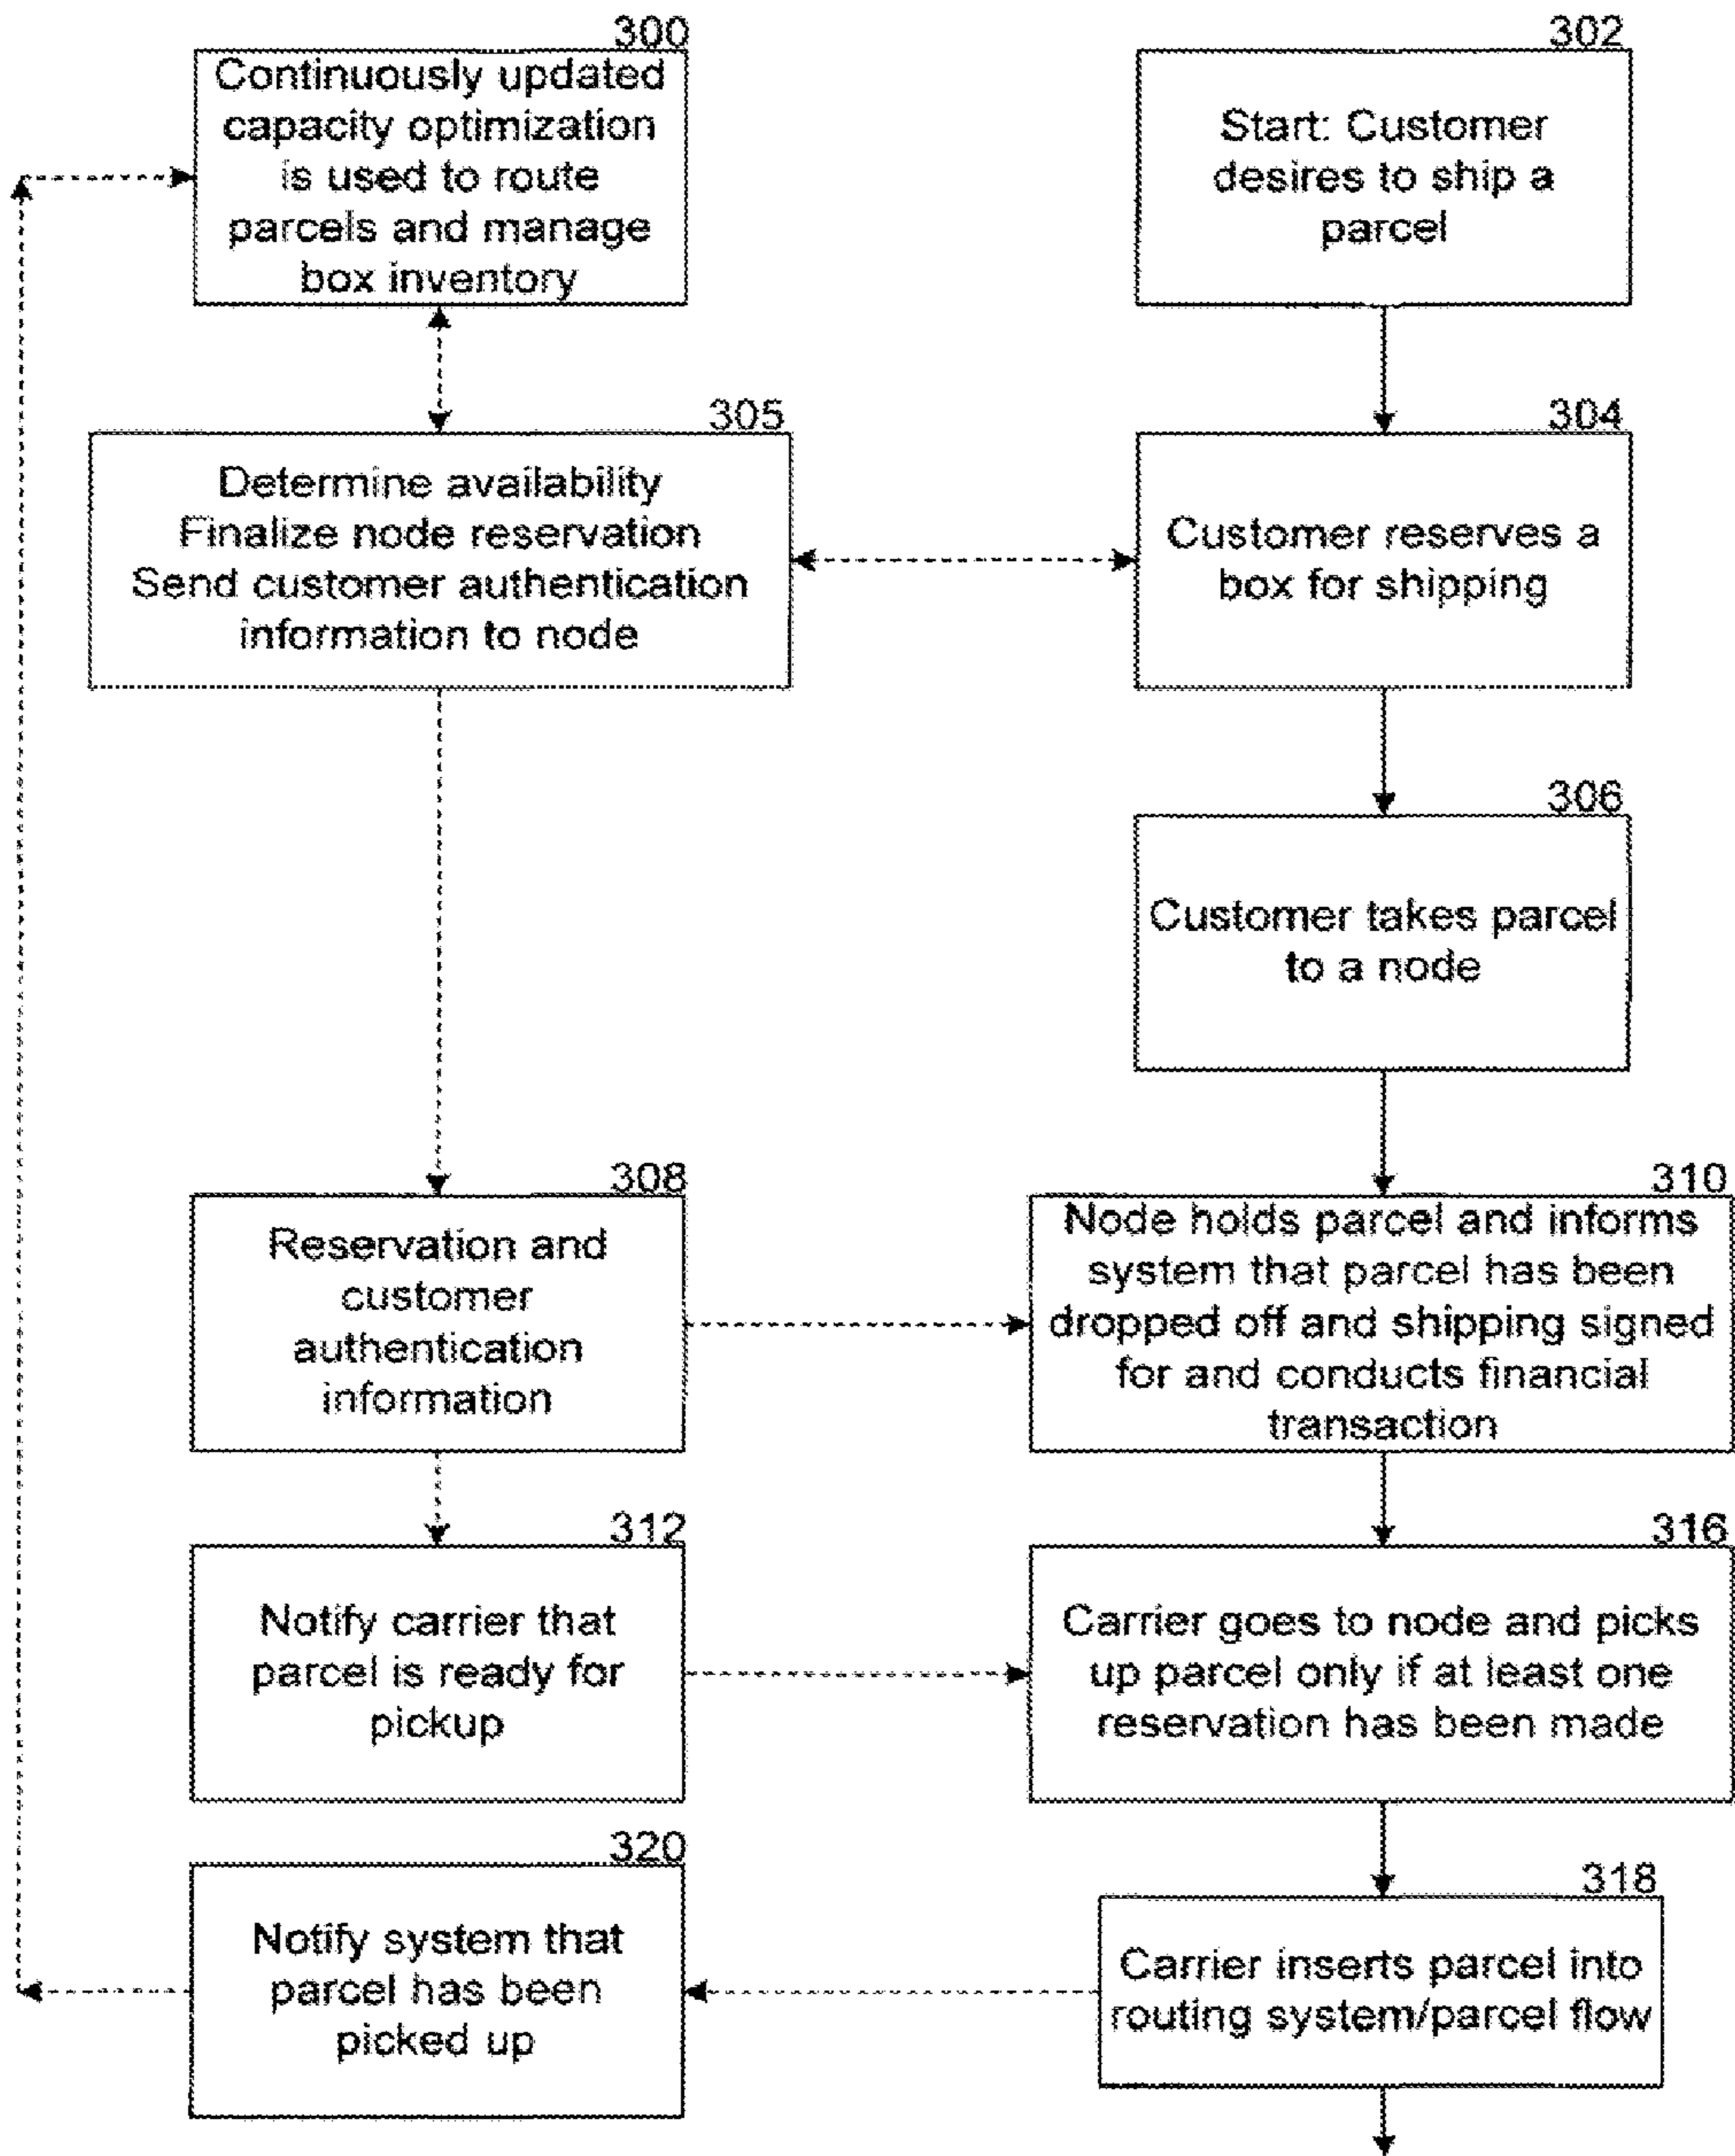 300
Continuously updated
capacity optimization
is used to route
parcels and manage
box inventory
302
Start: Customer
desires to ship a
parcel
305
Determine availability
Finalize node reservation
Send customer authentication
information to node
304
Customer reserves a
box for shipping
306
Customer takes parcel
to a node
308
Reservation and
customer
authentication
information
310
Node holds parcel and informs
system that parcel has been
dropped off and shipping signed
for and conducts financial
transaction
312
Notify carrier that
parcel is ready for
pickup
316
Carrier goes to node and picks
up parcel only if at least one
reservation has been made
320
Notify system that
parcel has been
picked up
318
Carrier inserts parcel into
routing system/parcel flow